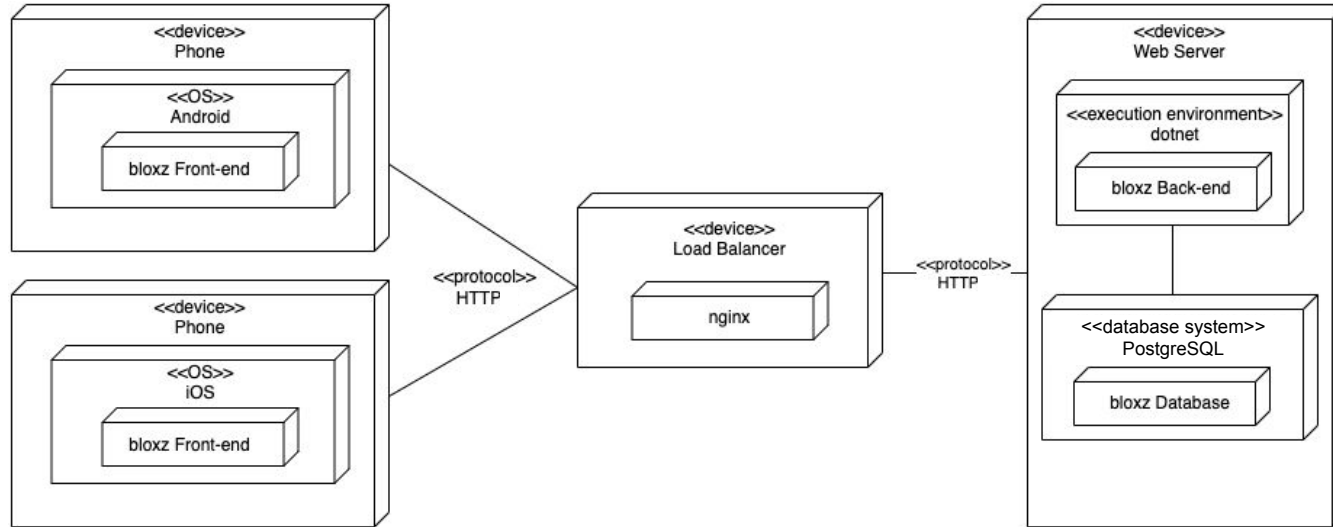 <<device>>
Phone
<<OS>>
Android
bloxz Front-end
<<device>>
Phone
<<OS>>
iOS
bloxz Front-end
<<protocol>>
HTTP
<<device>>
Load Balancer
nginx
<<protocol>>
HTTP
<<device>>
Web Server
<<execution environment>>
dotnet
bloxz Back-end
<<database system>>
PostgreSQL
bloxz Database